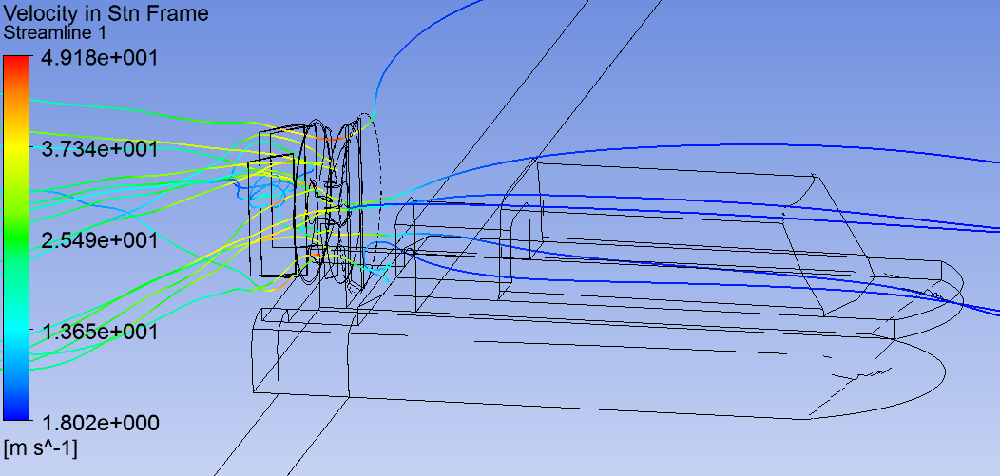 Velocity in Stn Frame
Streamline 1
4.918e+001
3.734e+001
2.549e+001
1.365e+001
1.802e+000
[m s^-1]